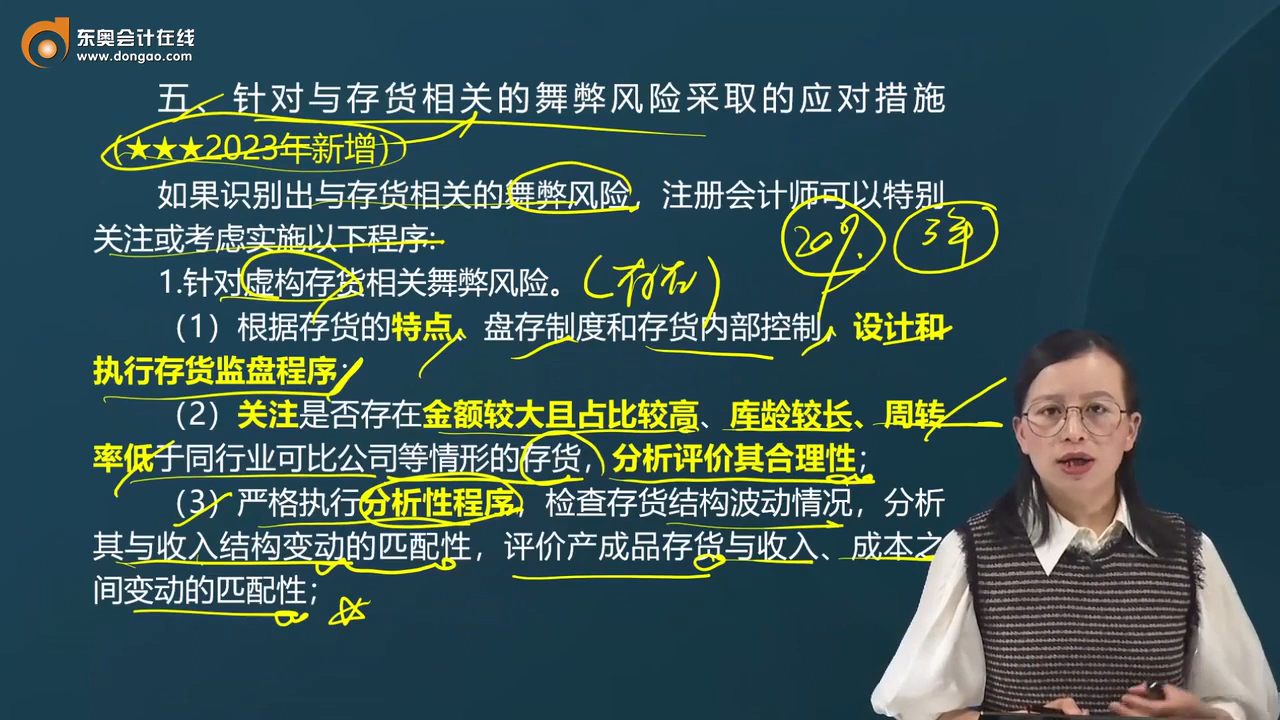 东奥会计在线
www.dongao.com
五、针对与存货相关的舞弊风险采取的应对措施
(★★★2023年新增)
如果识别出与存货相关的舞弊风险，注册会计师可以特别
关注或考虑实施以下程序:
20%. 3年
1.针对虚构存货相关舞弊风险。(存在)
（1）根据存货的特点、盘存制度和存货内部控制，设计和
执行存货监盘程序;
（2）关注是否存在金额较大且占比较高、库龄较长、周转
率低于同行业可比公司等情形的存货，分析评价其合理性;
（3）严格执行分析性程序，检查存货结构波动情况，分析
其与收入结构变动的匹配性，评价产成品存货与收入、成本之
间变动的匹配性;